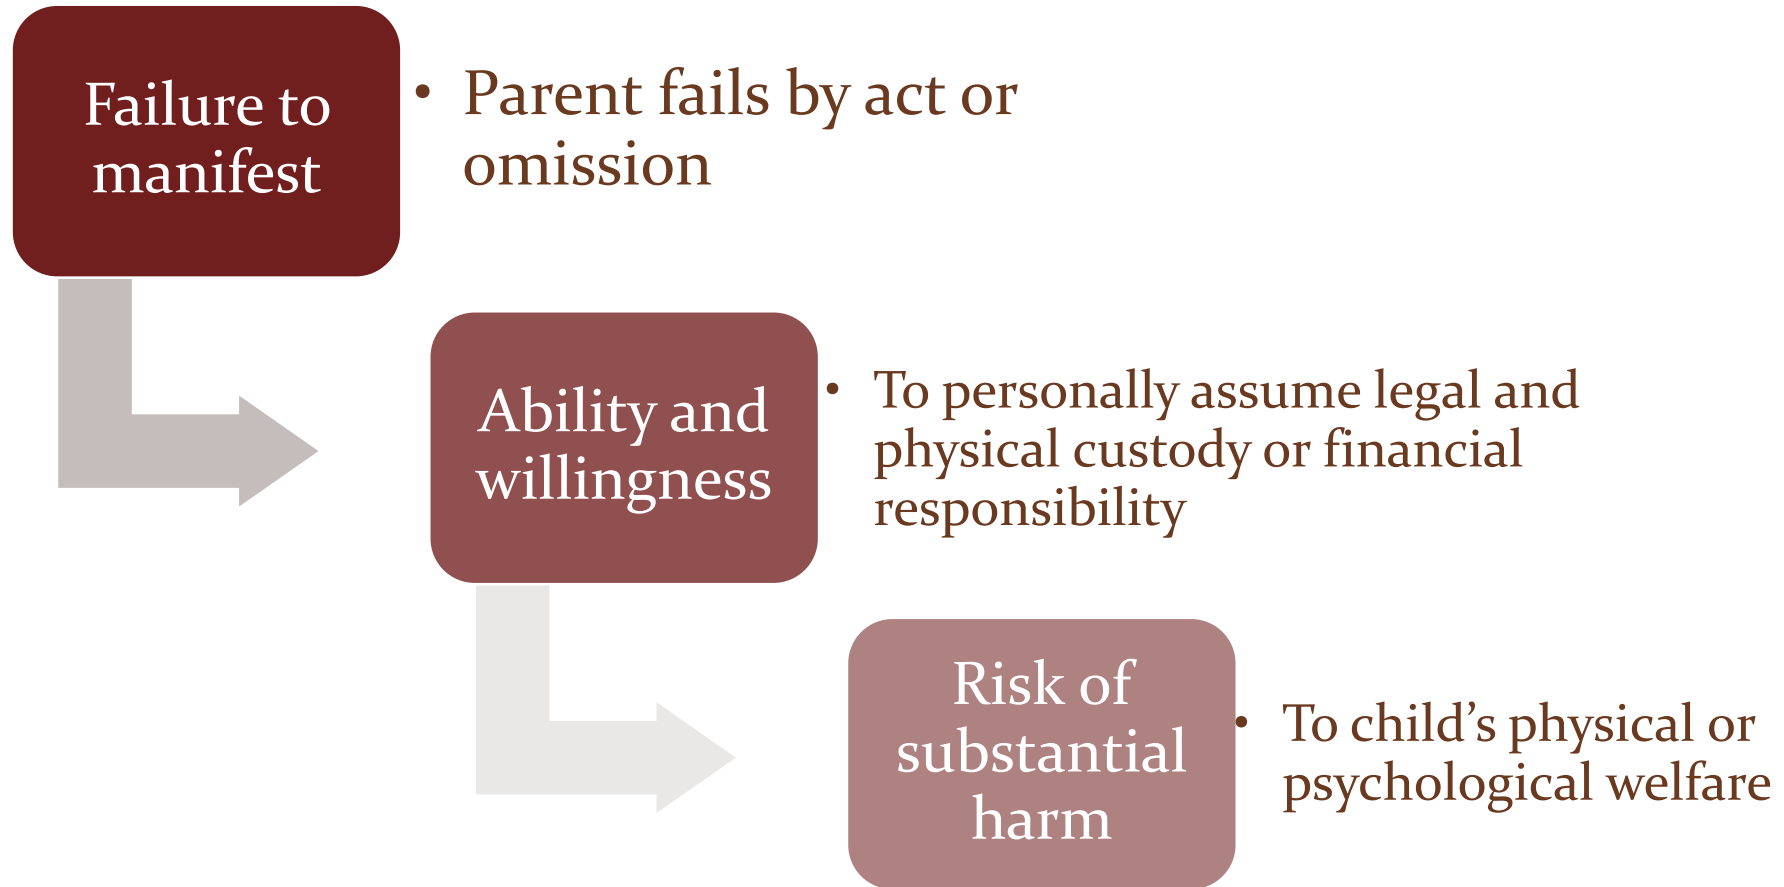 Failure to
manifest
• Parent fails by act or
omission
Ability and
willingness
• To personally assume legal and
physical custody or financial
responsibility
Risk of
substantial
harm
• To child’s physical or
psychological welfare